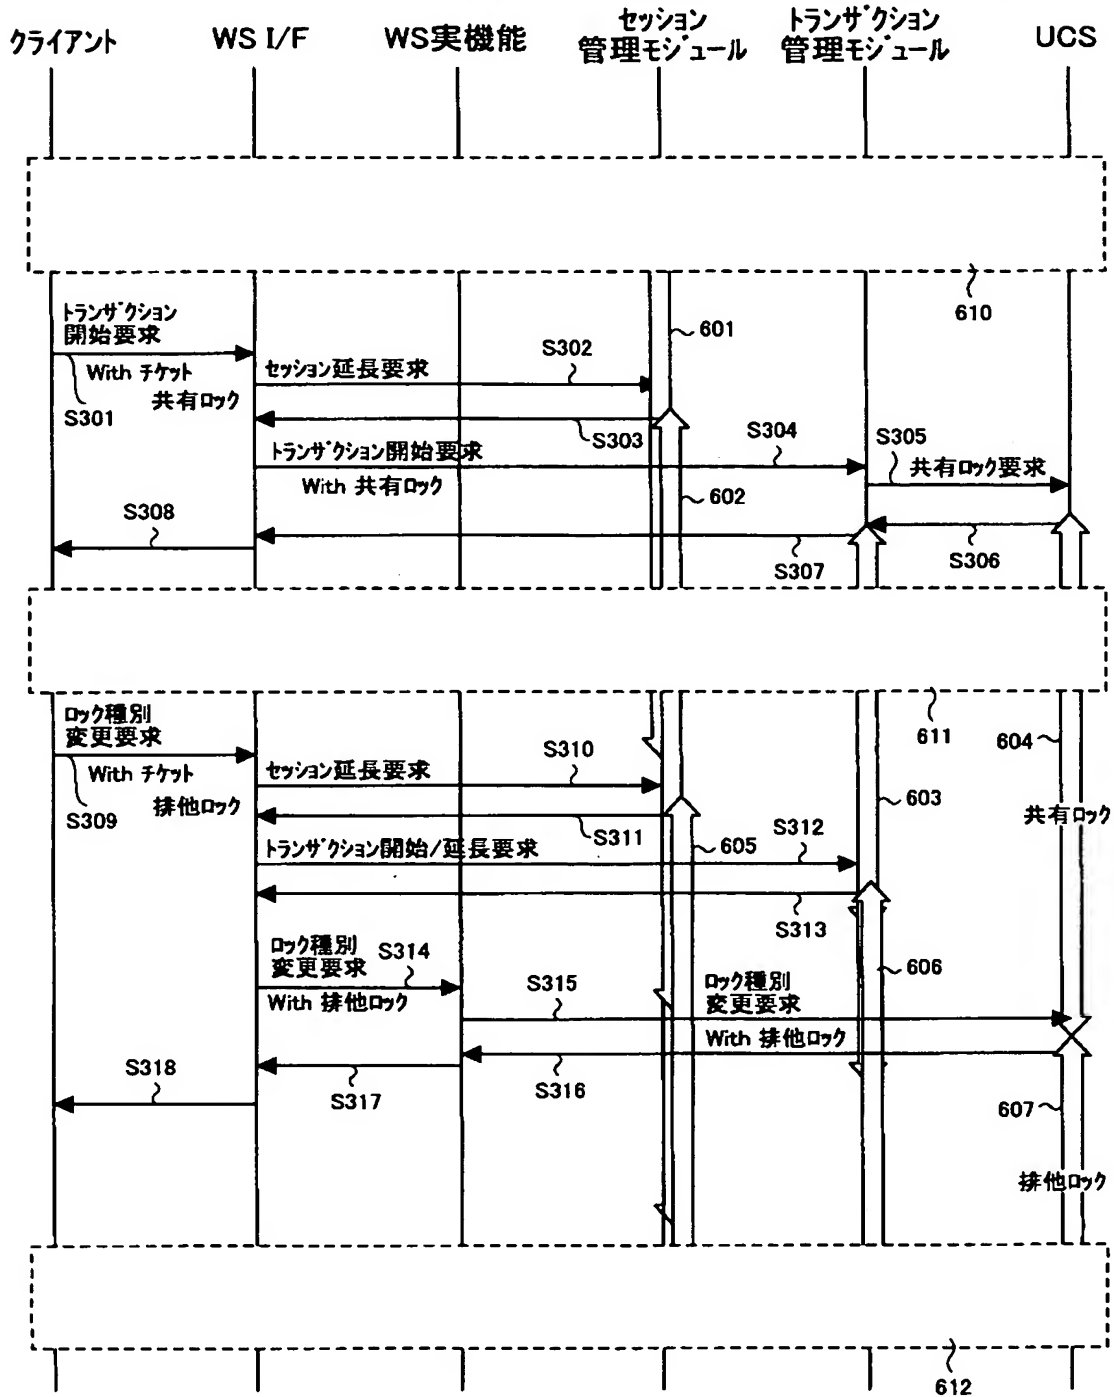 クライアント
WS I/F
WS実機能
セッション
管理モジュール
トランザクション
管理モジュール
UCS
610
トランザクション
開始要求
With チケット
共有ロック
S301
セッション延長要求
S302
601
S303
トランザクション開始要求
With 共有ロック
S304
S305
共有ロック要求
602
S308
S307
S306
611
ロック種別
変更要求
With チケット
排他ロック
S309
セッション延長要求
S310
604
603
共有ロック
S311
トランザクション開始/延長要求
S312
605
S313
ロック種別
変更要求
With 排他ロック
S314
606
S315
ロック種別
変更要求
With 排他ロック
S318
S317
S316
607
排他ロック
612